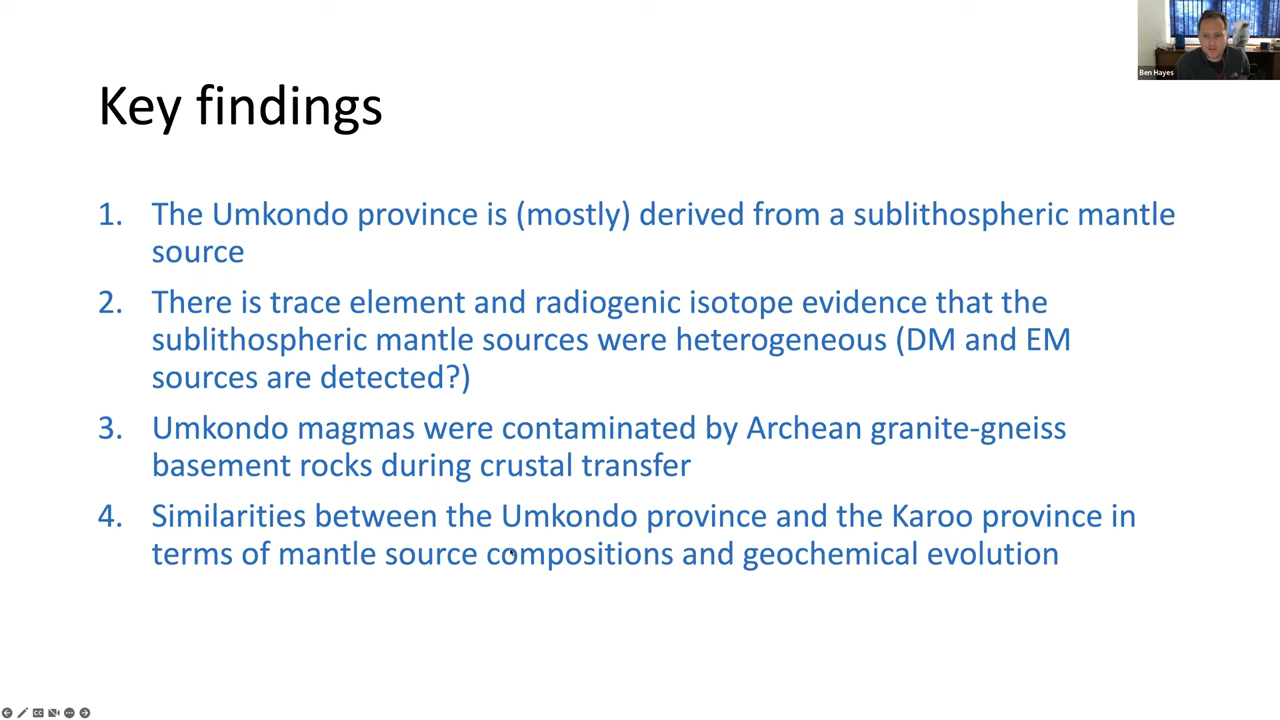 Ben Hayes
Key findings
1. The Umkondo province is (mostly) derived from a sublithospheric mantle
source
2. There is trace element and radiogenic isotope evidence that the
sublithospheric mantle sources were heterogeneous (DM and EM
sources are detected?)
3. Umkondo magmas were contaminated by Archean granite-gneiss
basement rocks during crustal transfer
4. Similarities between the Umkondo province and the Karoo province in
terms of mantle source compositions and geochemical evolution